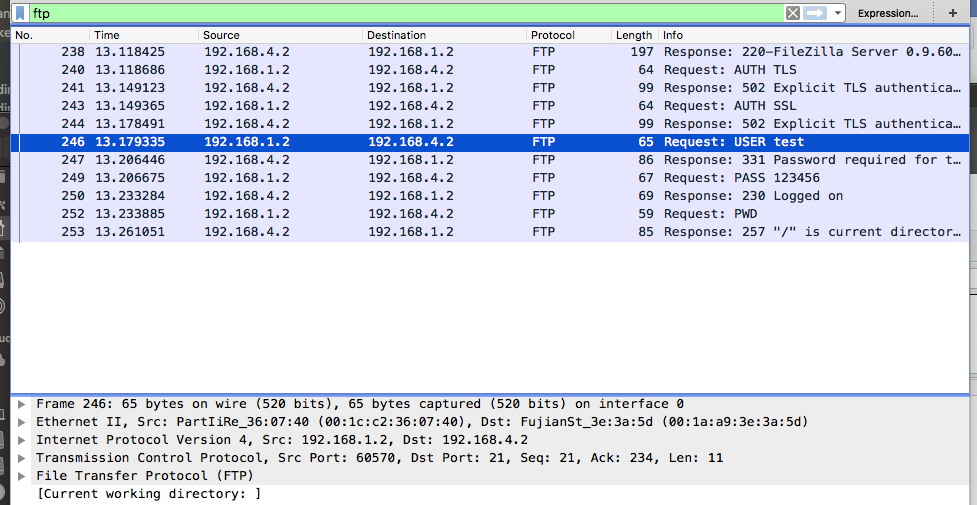 ftp Expression... +
No. Time Source Destination Protocol Length Info
238 13.118425 192.168.4.2 192.168.1.2 FTP 197 Response: 220-FileZilla Server 0.9.60…
240 13.118686 192.168.1.2 192.168.4.2 FTP 64 Request: AUTH TLS
241 13.149123 192.168.4.2 192.168.1.2 FTP 99 Response: 502 Explicit TLS authentica…
243 13.149365 192.168.1.2 192.168.4.2 FTP 64 Request: AUTH SSL
244 13.178491 192.168.4.2 192.168.1.2 FTP 99 Response: 502 Explicit TLS authentica…
246 13.179335 192.168.1.2 192.168.4.2 FTP 65 Request: USER test
247 13.206446 192.168.4.2 192.168.1.2 FTP 86 Response: 331 Password required for t…
249 13.206675 192.168.1.2 192.168.4.2 FTP 67 Request: PASS 123456
250 13.233284 192.168.4.2 192.168.1.2 FTP 69 Response: 230 Logged on
252 13.233885 192.168.1.2 192.168.4.2 FTP 59 Request: PWD
253 13.261051 192.168.4.2 192.168.1.2 FTP 85 Response: 257 "/" is current director…
Frame 246: 65 bytes on wire (520 bits), 65 bytes captured (520 bits) on interface 0
Ethernet II, Src: PartIiRe_36:07:40 (00:1c:c2:36:07:40), Dst: FujianSt_3e:3a:5d (00:1a:a9:3e:3a:5d)
Internet Protocol Version 4, Src: 192.168.1.2, Dst: 192.168.4.2
Transmission Control Protocol, Src Port: 60570, Dst Port: 21, Seq: 21, Ack: 234, Len: 11
File Transfer Protocol (FTP)
[Current working directory: ]